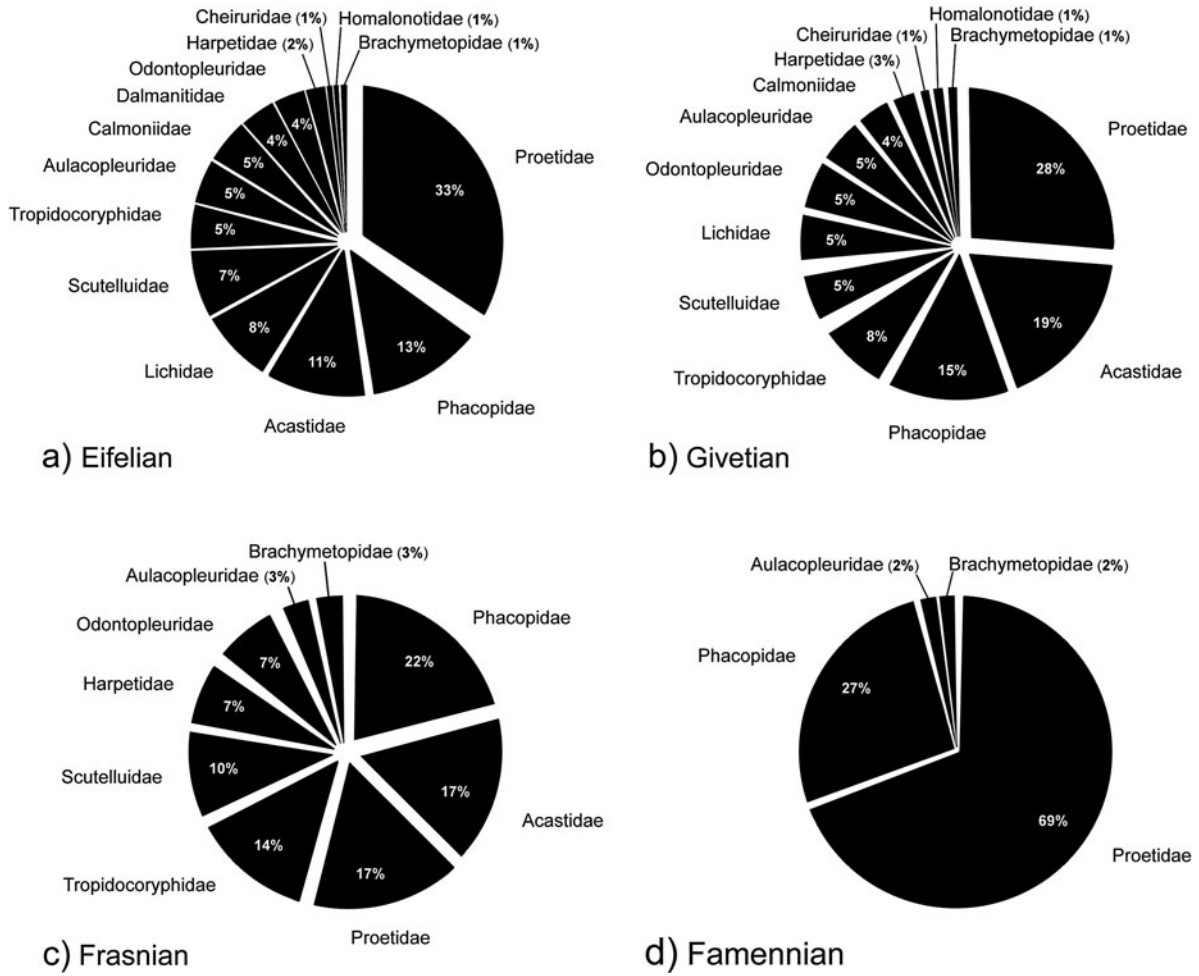 Cheiruridae (1%)
Homalonotidae (1%)
Harpetidae (2%)
Brachymetopidae (1%)
Odontopleuridae
Dalmanitidae
Calmoniidae
Aulacopleuridae
Tropidocoryphidae
Scutelluidae
Lichidae
Acastidae
Phacopidae
Proetidae
4%
4%
5%
5%
5%
7%
8%
11%
13%
33%
a) Eifelian
Homalonotidae (1%)
Cheiruridae (1%)
Brachymetopidae (1%)
Harpetidae (3%)
Calmoniidae
Aulacopleuridae
Odontopleuridae
Lichidae
Scutelluidae
Tropidocoryphidae
Phacopidae
Acastidae
Proetidae
4%
5%
5%
5%
5%
8%
15%
19%
28%
b) Givetian
Brachymetopidae (3%)
Aulacopleuridae (3%)
Odontopleuridae
Harpetidae
Scutelluidae
Tropidocoryphidae
Proetidae
Acastidae
Phacopidae
7%
7%
10%
14%
17%
17%
22%
c) Frasnian
Aulacopleuridae (2%)
Brachymetopidae (2%)
Phacopidae
27%
69%
Proetidae
d) Famennian